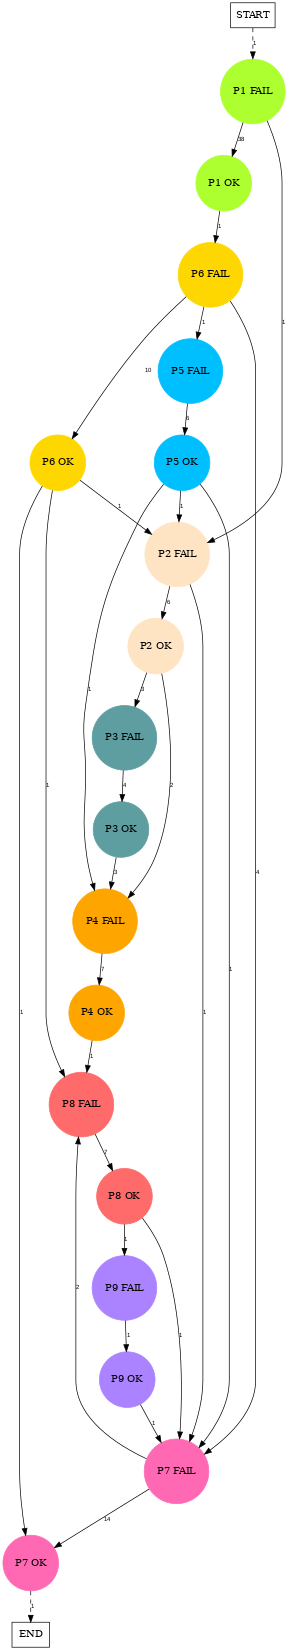 START
1
P1 FAIL
38
P1 OK
1
1
P6 FAIL
10
1
P5 FAIL
6
P6 OK
P5 OK
1
1
P2 FAIL
6
P2 OK
1
3
P3 FAIL
1
4
2
4
P3 OK
3
P4 FAIL
7
1
1
1
P4 OK
1
P8 FAIL
7
P8 OK
1
P9 FAIL
2
1
1
P9 OK
1
P7 FAIL
14
P7 OK
1
END